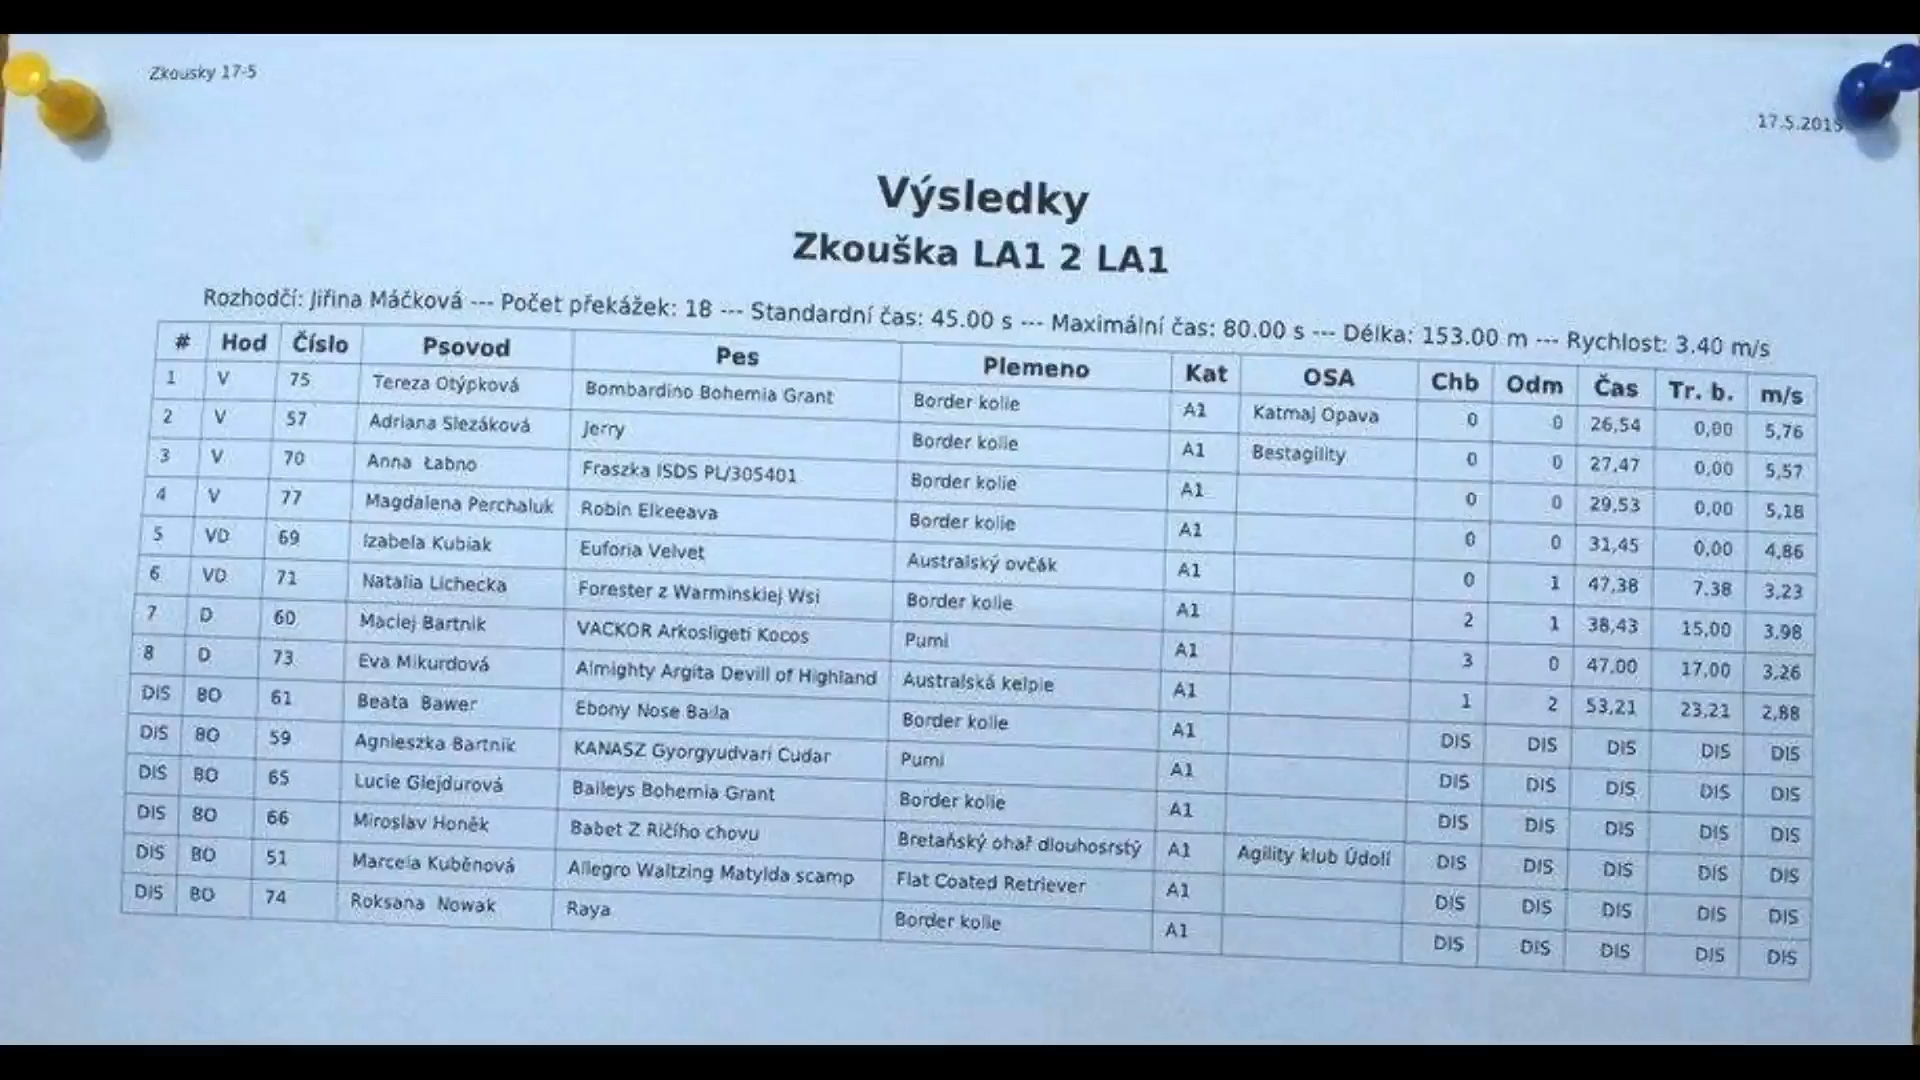 Zkousky 17-5
17.5.2015
Výsledky
Zkouška LA1 2 LA1
Rozhodčí: Jiřina Máčková --- Počet překážek: 18 --- Standardní čas: 45.00 s --- Maximální čas: 80.00 s --- Délka: 153.00 m --- Rychlost: 3.40 m/s
# Hod Číslo Psovod Pes Plemeno Kat OSA Chb Odm Čas Tr. b. m/s
1 V 75 Tereza Otýpková Bombardino Bohemia Grant Border kolie A1 Katmaj Opava 0 0 26,54 0,00 5,76
2 V 57 Adriana Slezáková Jerry Border kolie A1 Bestagility 0 0 27,47 0,00 5,57
3 V 70 Anna Łabno Fraszka ISDS PL/305401 Border kolie A1 0 0 29,53 0,00 5,18
4 V 77 Magdalena Perchaluk Robin Elkeeava Border kolie A1 0 0 31,45 0,00 4,86
5 VD 69 Izabela Kubiak Euforia Velvet Australský ovčák A1 0 1 47,38 7,38 3,23
6 VD 71 Natalia Lichecka Forester z Warminskiej Wsi Border kolie A1 2 1 38,43 15,00 3,98
7 D 60 Maciej Bartnik VACKOR Arkosligeti Kocos Pumi A1 3 0 47,00 17,00 3,26
8 D 73 Eva Mikurdová Almighty Argita Devill of Highland Australská kelpie A1 1 2 53,21 23,21 2,88
DIS BO 61 Beata Bawer Ebony Nose Bajla Border kolie A1 DIS DIS DIS DIS DIS
DIS BO 59 Agnieszka Bartnik KANASZ Gyorgyudvari Cudar Pumi A1 DIS DIS DIS DIS DIS
DIS BO 65 Lucie Glejdurová Baileys Bohemia Grant Border kolie A1 DIS DIS DIS DIS DIS
DIS BO 66 Miroslav Honěk Babet Z Ričího chovu Bretaňský ohař dlouhosrstý A1 Agility klub Údolí DIS DIS DIS DIS DIS
DIS BO 51 Marcela Kuběnová Allegro Waltzing Matylda scamp Flat Coated Retriever A1 DIS DIS DIS DIS DIS
DIS BO 74 Roksana Nowak Raya Border kolie A1 DIS DIS DIS DIS DIS